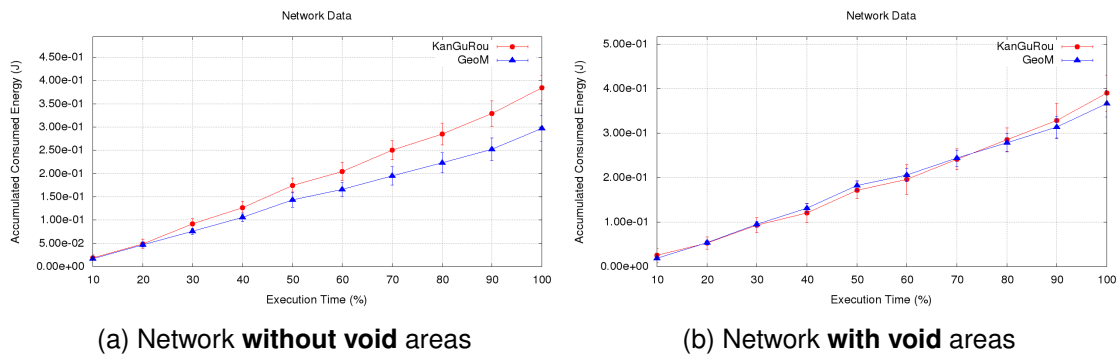 Network Data
KanGuRou
GeoM
4.50e-01
4.00e-01
3.50e-01
3.00e-01
2.50e-01
2.00e-01
1.50e-01
1.00e-01
5.00e-02
0.00e+00
Accumulated Consumed Energy (J)
10 20 30 40 50 60 70 80 90 100
Execution Time (%)
(a) Network without void areas
Network Data
KanGuRou
GeoM
5.00e-01
4.00e-01
3.00e-01
2.00e-01
1.00e-01
0.00e+00
Accumulated Consumed Energy (J)
10 20 30 40 50 60 70 80 90 100
Execution Time (%)
(b) Network with void areas